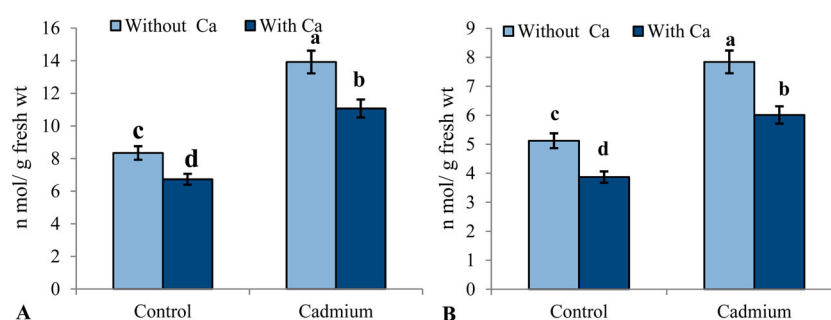 Without Ca With Ca
16
14
12
10
8
6
4
2
0
n mol/ g fresh wt
c
d
a
b
Control Cadmium
A
Without Ca With Ca
9
8
7
6
5
4
3
2
1
0
n mol/ g fresh wt
c
d
a
b
Control Cadmium
B